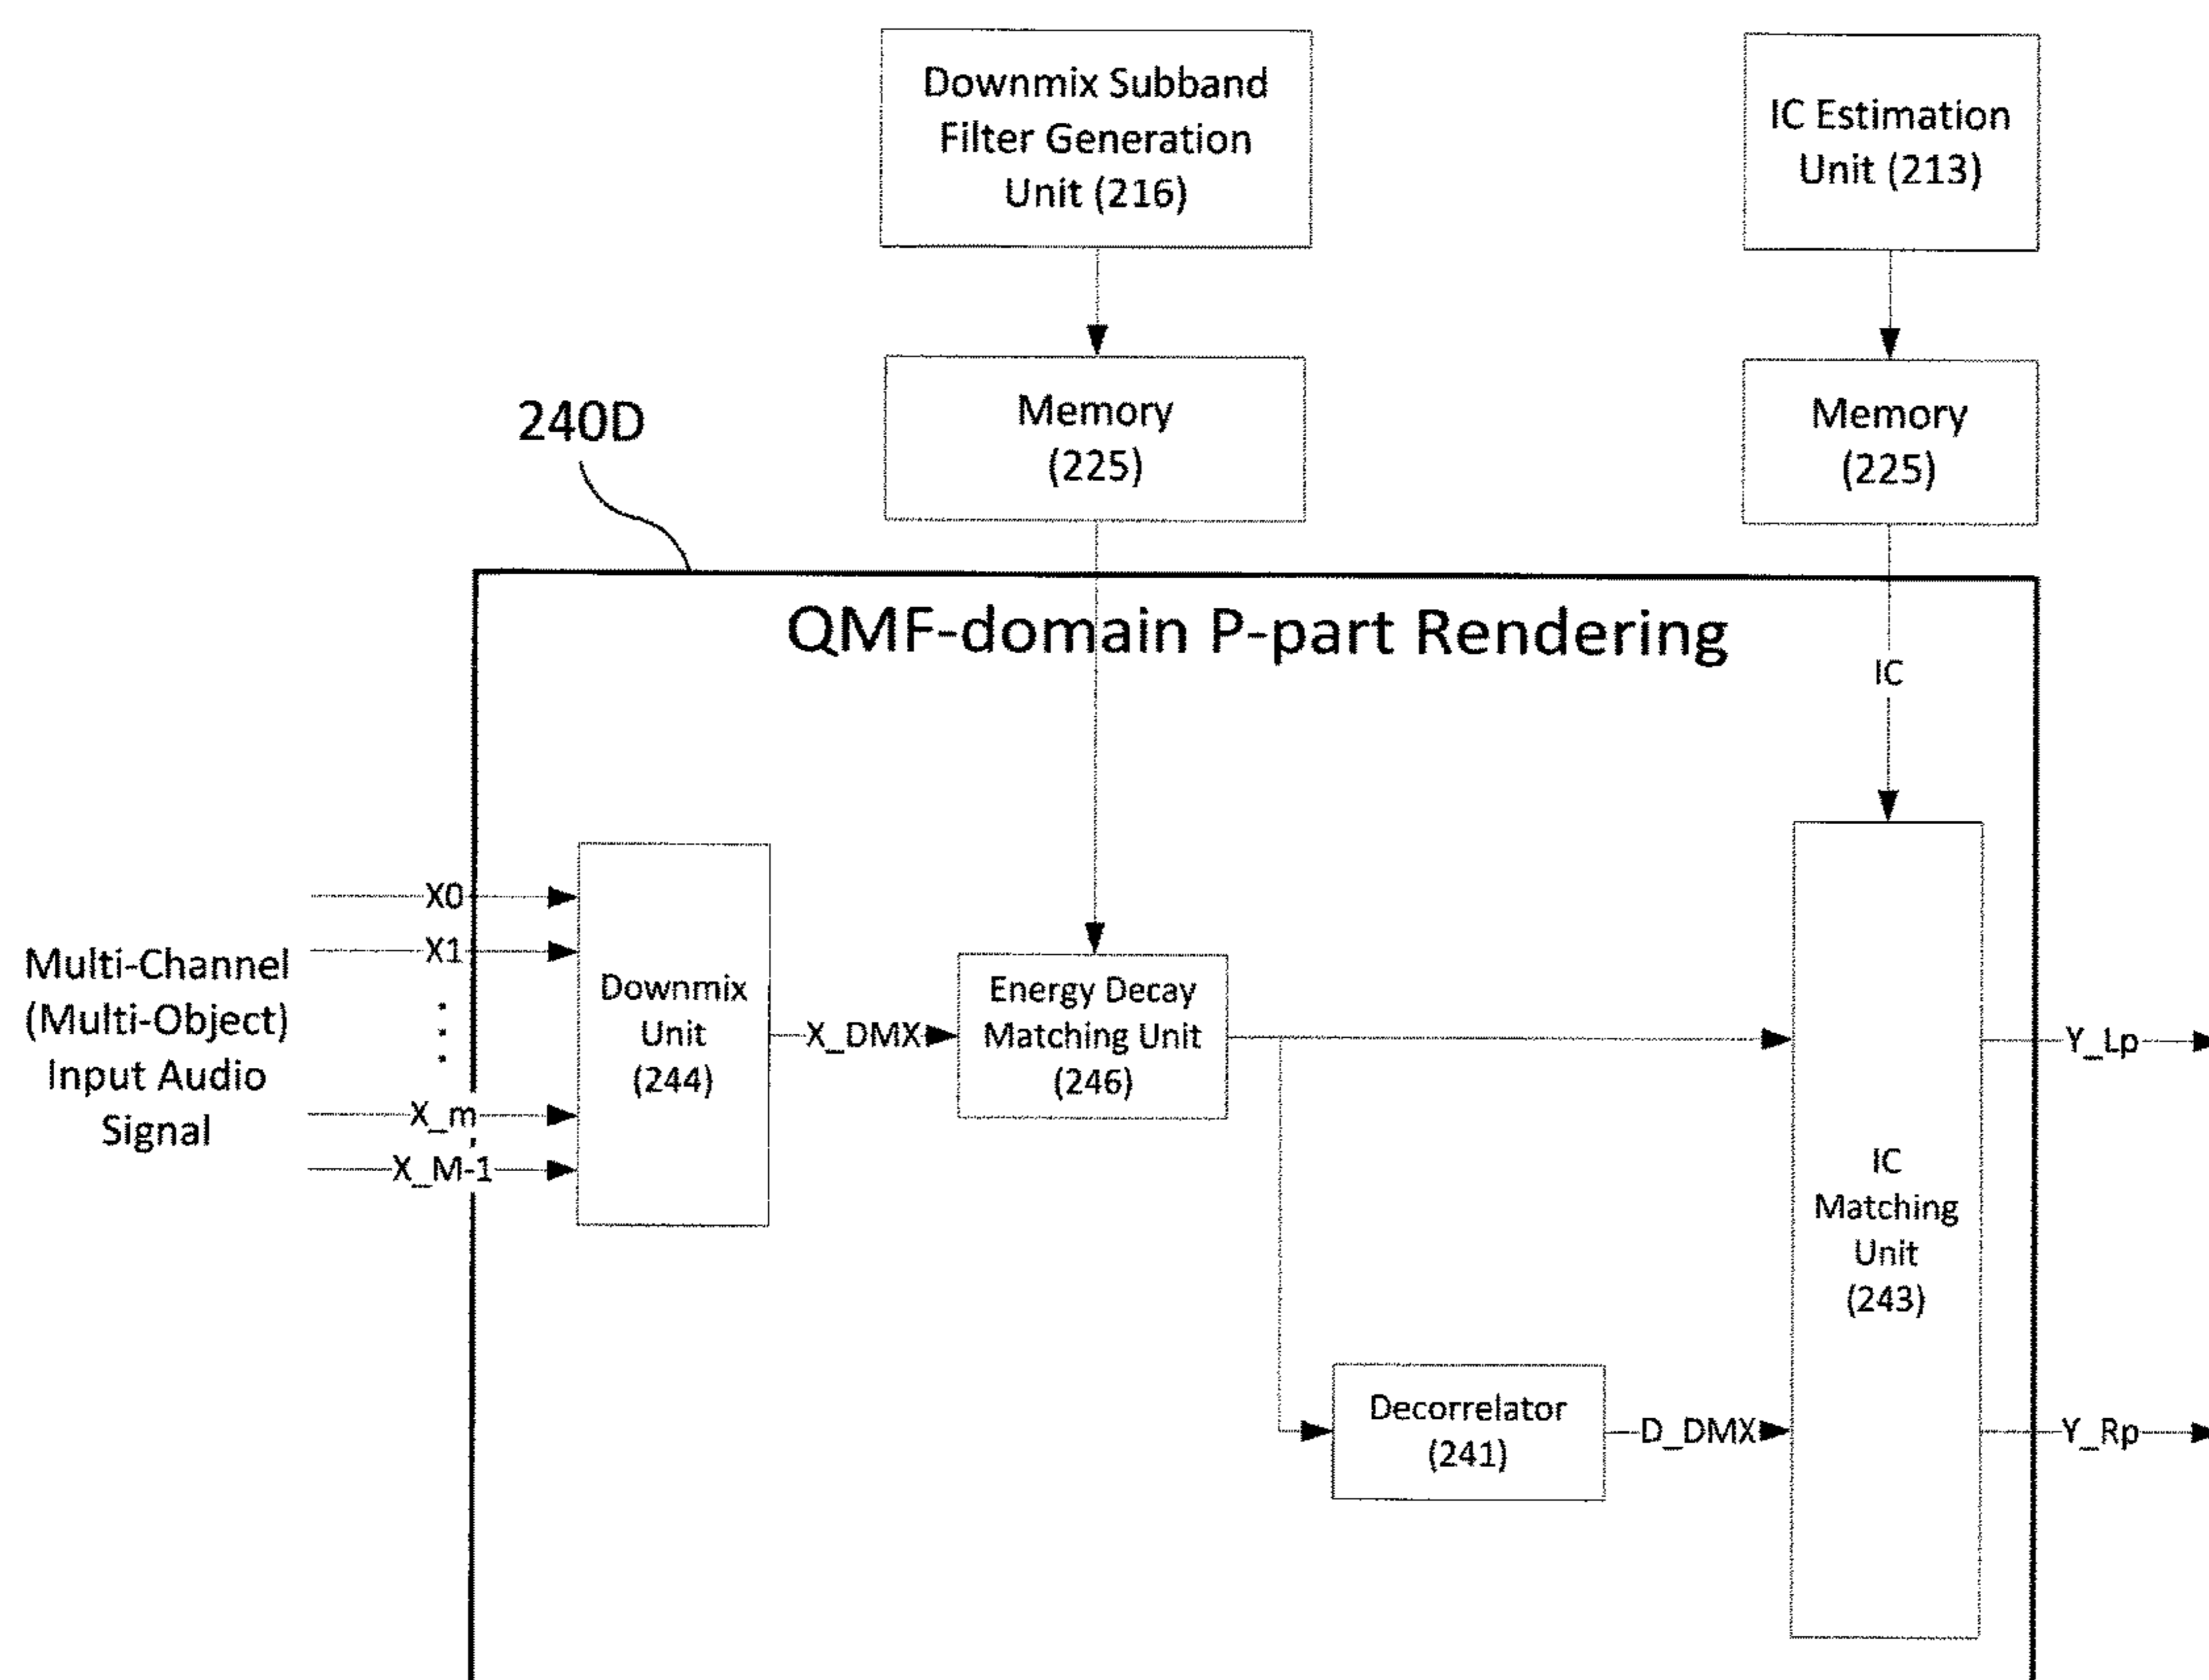 Downmix Subband
Filter Generation
Unit (216)
IC Estimation
Unit (213)
Memory
(225)
Memory
(225)
240D
QMF-domain P-part Rendering
IC
Multi-Channel
(Multi-Object)
Input Audio
Signal
X0
X1
X_m
X_M-1
Downmix
Unit
(244)
X_DMX
Energy Decay
Matching Unit
(246)
Decorrelator
(241)
D_DMX
IC
Matching
Unit
(243)
Y_Lp
Y_Rp